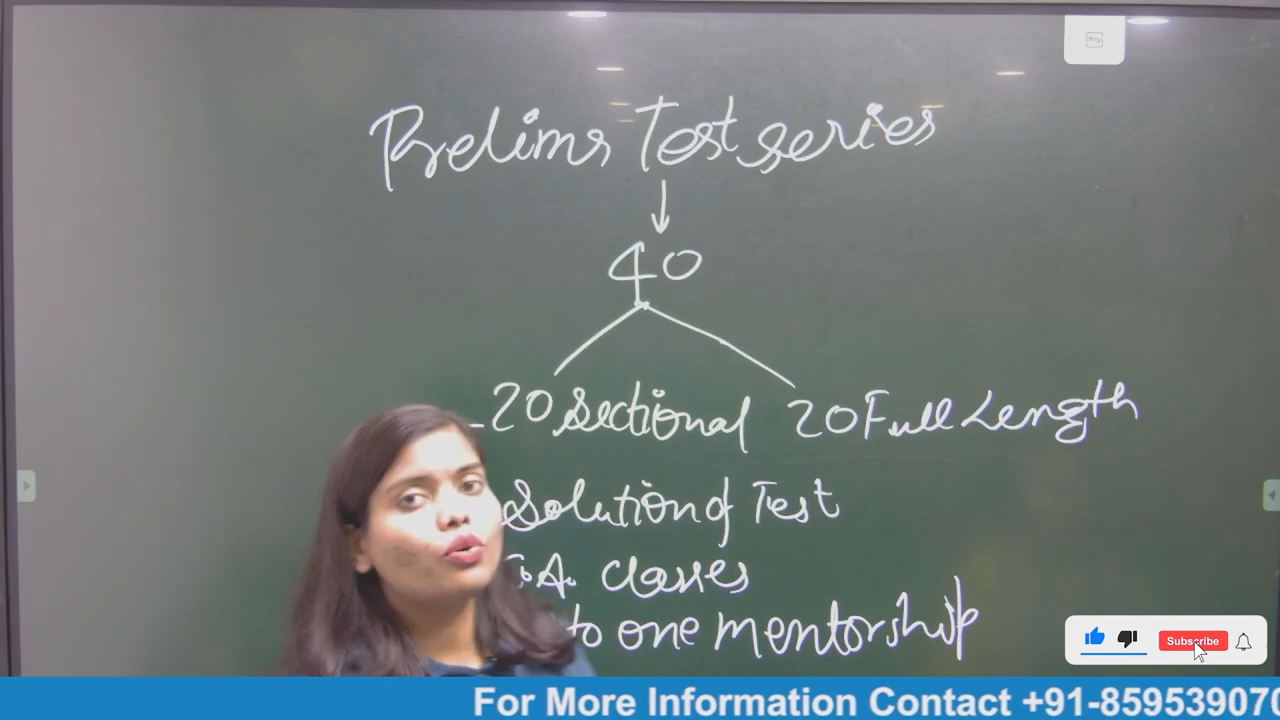 Prelims Test series
40
20 Sectional 20 Full Length
Solution of Test
.A. classes
to one mentorship
Subscribe
For More Information Contact +91-859539070